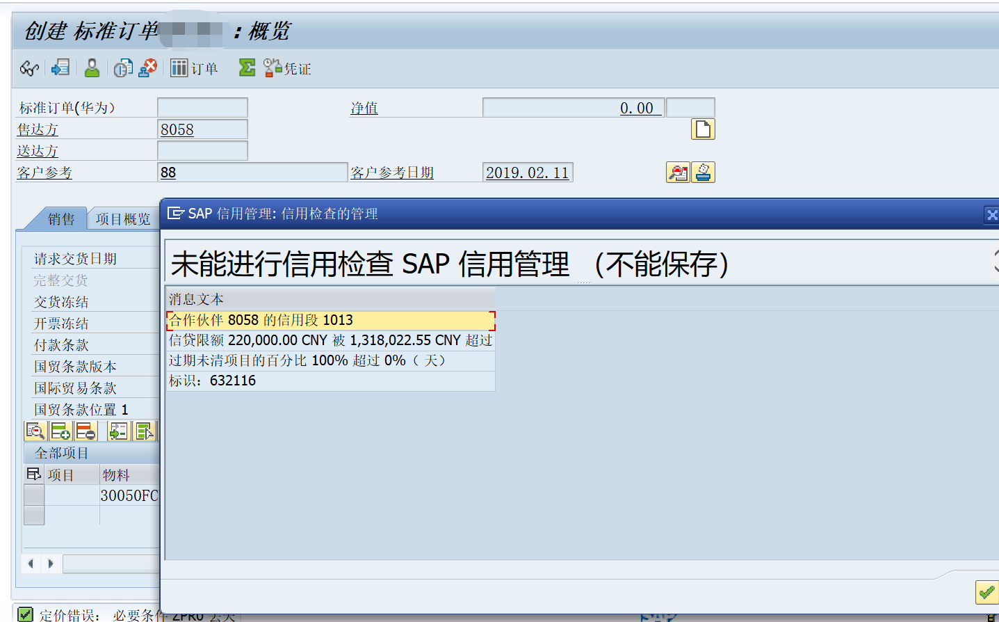 创建 标准订单 : 概览
订单 凭证
标准订单(华为)
净值 0.00
售达方 8058
送达方
客户参考 88 客户参考日期 2019.02.11
销售 项目概览
SAP 信用管理: 信用检查的管理
请求交货日期
未能进行信用检查 SAP 信用管理 （不能保存）
完整交货
消息文本
交货冻结
合作伙伴 8058 的信用段 1013
开票冻结
信贷限额 220,000.00 CNY 被 1,318,022.55 CNY 超过
付款条款
过期未清项目的百分比 100% 超过 0%（ 天）
国贸条款版本
标识：632116
国际贸易条款
国贸条款位置 1
全部项目
项目 物料
30050FC
定价错误： 必要条件 ZPR0 丢失